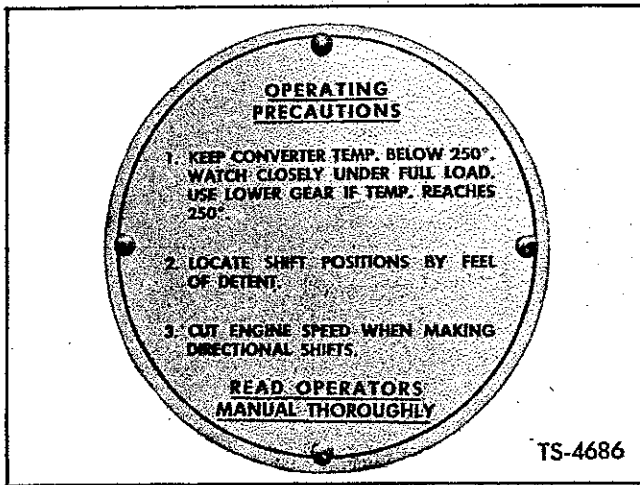 OPERATING
PRECAUTIONS
1. KEEP CONVERTER TEMP. BELOW 250°.
WATCH CLOSELY UNDER FULL LOAD.
USE LOWER GEAR IF TEMP. REACHES
250°.
2. LOCATE SHIFT POSITIONS BY FEEL
OF DETENT.
3. CUT ENGINE SPEED WHEN MAKING
DIRECTIONAL SHIFTS.
READ OPERATORS
MANUAL THOROUGHLY
TS-4686